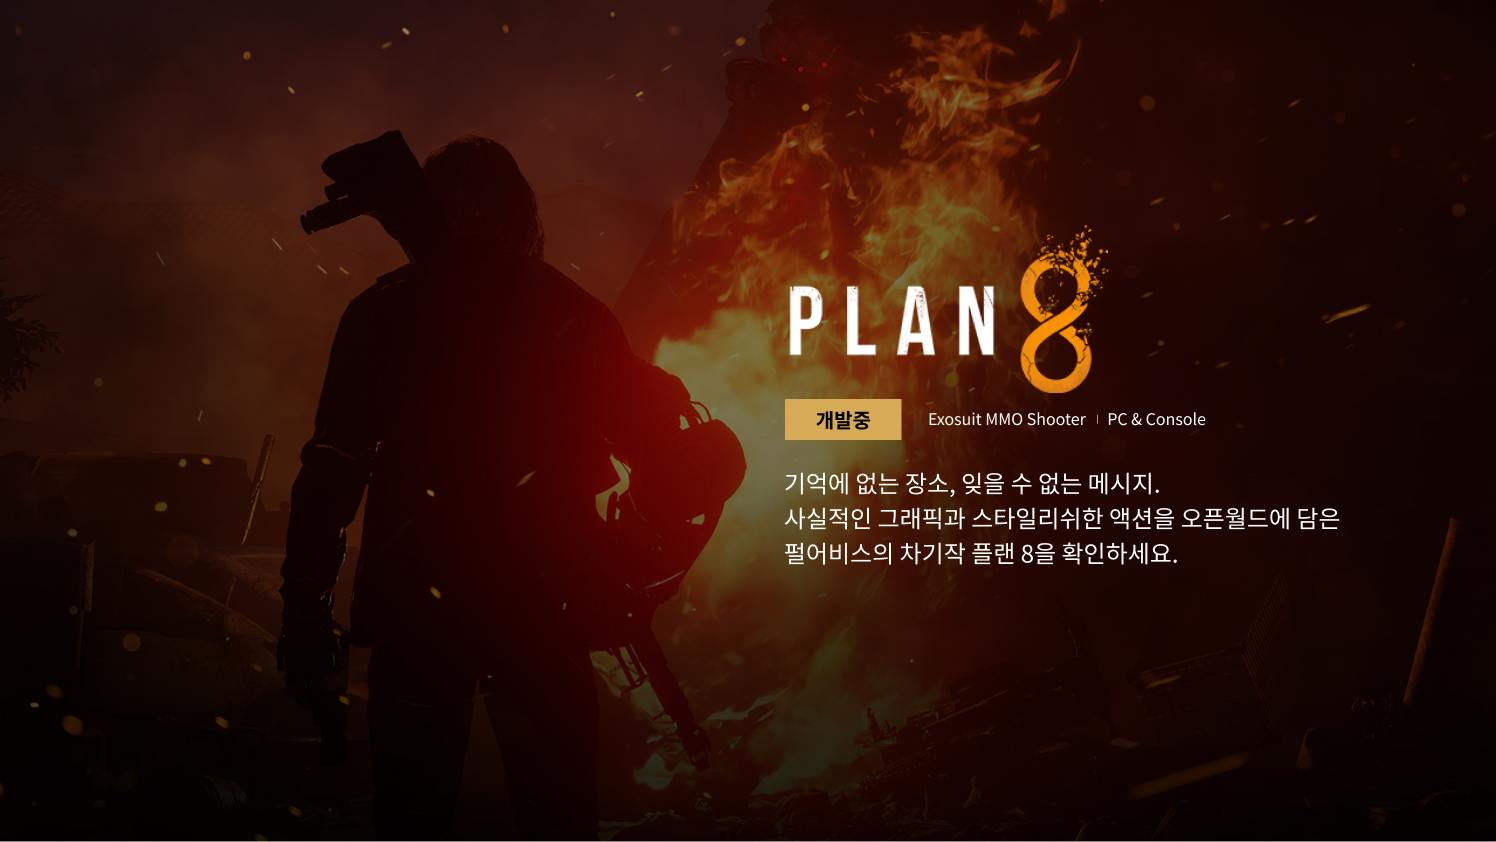 PLAN 8
개발중
Exosuit MMO Shooter | PC & Console
기억에 없는 장소, 잊을 수 없는 메시지.
사실적인 그래픽과 스타일리쉬한 액션을 오픈월드에 담은
펄어비스의 차기작 플랜 8을 확인하세요.